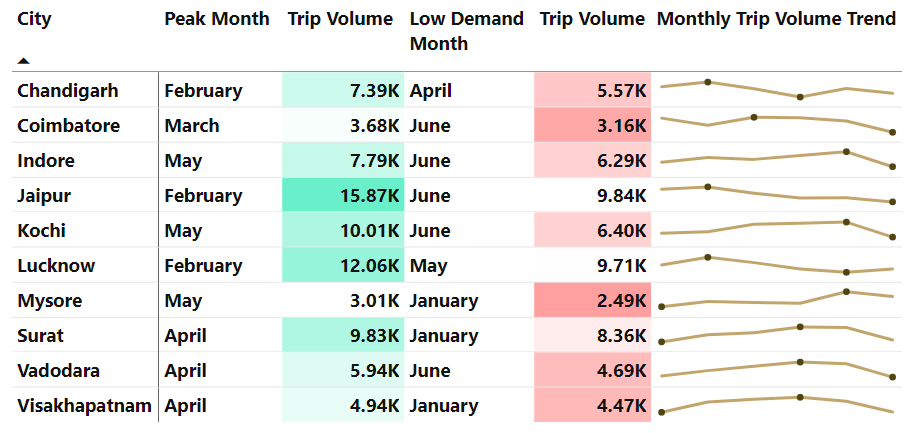 City Peak Month Trip Volume Low Demand Month Trip Volume Monthly Trip Volume Trend
Chandigarh February 7.39K April 5.57K
Coimbatore March 3.68K June 3.16K
Indore May 7.79K June 6.29K
Jaipur February 15.87K June 9.84K
Kochi May 10.01K June 6.40K
Lucknow February 12.06K May 9.71K
Mysore May 3.01K January 2.49K
Surat April 9.83K January 8.36K
Vadodara April 5.94K June 4.69K
Visakhapatnam April 4.94K January 4.47K